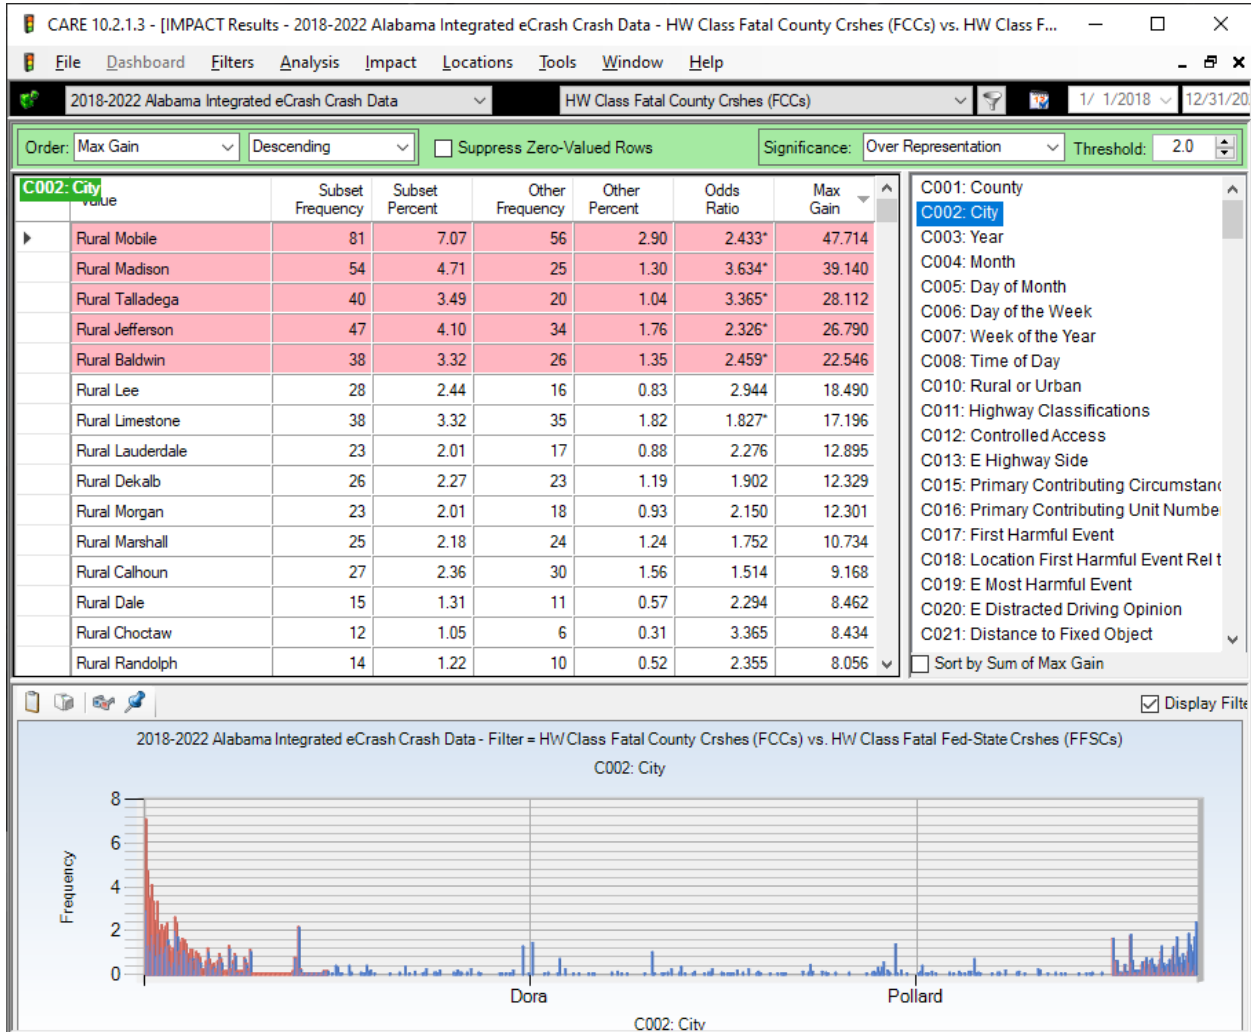 CARE 10.2.1.3 - [IMPACT Results - 2018-2022 Alabama Integrated eCrash Crash Data - HW Class Fatal County Crshes (FCCs) vs. HW Class F...
File Dashboard Filters Analysis Impact Locations Tools Window Help
2018-2022 Alabama Integrated eCrash Crash Data HW Class Fatal County Crshes (FCCs) 1/ 1/2018 12/31/20
Order: Max Gain Descending Suppress Zero-Valued Rows Significance: Over Representation Threshold: 2.0
C002: City
Value Subset Frequency Subset Percent Other Frequency Other Percent Odds Ratio Max Gain
Rural Mobile 81 7.07 56 2.90 2.433* 47.714
Rural Madison 54 4.71 25 1.30 3.634* 39.140
Rural Talladega 40 3.49 20 1.04 3.365* 28.112
Rural Jefferson 47 4.10 34 1.76 2.326* 26.790
Rural Baldwin 38 3.32 26 1.35 2.459* 22.546
Rural Lee 28 2.44 16 0.83 2.944 18.490
Rural Limestone 38 3.32 35 1.82 1.827* 17.196
Rural Lauderdale 23 2.01 17 0.88 2.276 12.895
Rural Dekalb 26 2.27 23 1.19 1.902 12.329
Rural Morgan 23 2.01 18 0.93 2.150 12.301
Rural Marshall 25 2.18 24 1.24 1.752 10.734
Rural Calhoun 27 2.36 30 1.56 1.514 9.168
Rural Dale 15 1.31 11 0.57 2.294 8.462
Rural Choctaw 12 1.05 6 0.31 3.365 8.434
Rural Randolph 14 1.22 10 0.52 2.355 8.056
C001: County
C002: City
C003: Year
C004: Month
C005: Day of Month
C006: Day of the Week
C007: Week of the Year
C008: Time of Day
C010: Rural or Urban
C011: Highway Classifications
C012: Controlled Access
C013: E Highway Side
C015: Primary Contributing Circumstanc
C016: Primary Contributing Unit Numbe
C017: First Harmful Event
C018: Location First Harmful Event Rel t
C019: E Most Harmful Event
C020: E Distracted Driving Opinion
C021: Distance to Fixed Object
Sort by Sum of Max Gain
Display Filte
2018-2022 Alabama Integrated eCrash Crash Data - Filter = HW Class Fatal County Crshes (FCCs) vs. HW Class Fatal Fed-State Crshes (FFSCs)
C002: City
8
6
4
2
0
Frequency
Dora Pollard
C002: City